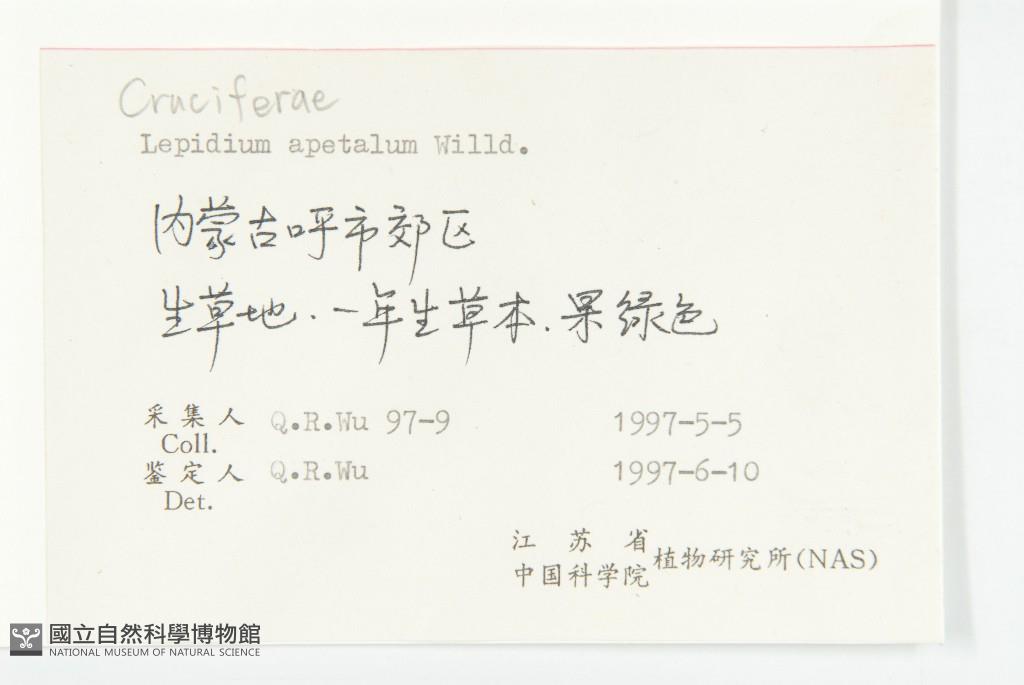 Cruciferae
Lepidium apetalum Willd.
内蒙古呼市郊区
生草地.一年生草本.果绿色
采集人 Q.R.Wu 97-9 1997-5-5
Coll.
鉴定人 Q.R.Wu 1997-6-10
Det.
江苏省
中国科学院 植物研究所(NAS)
國立自然科學博物館
NATIONAL MUSEUM OF NATURAL SCIENCE